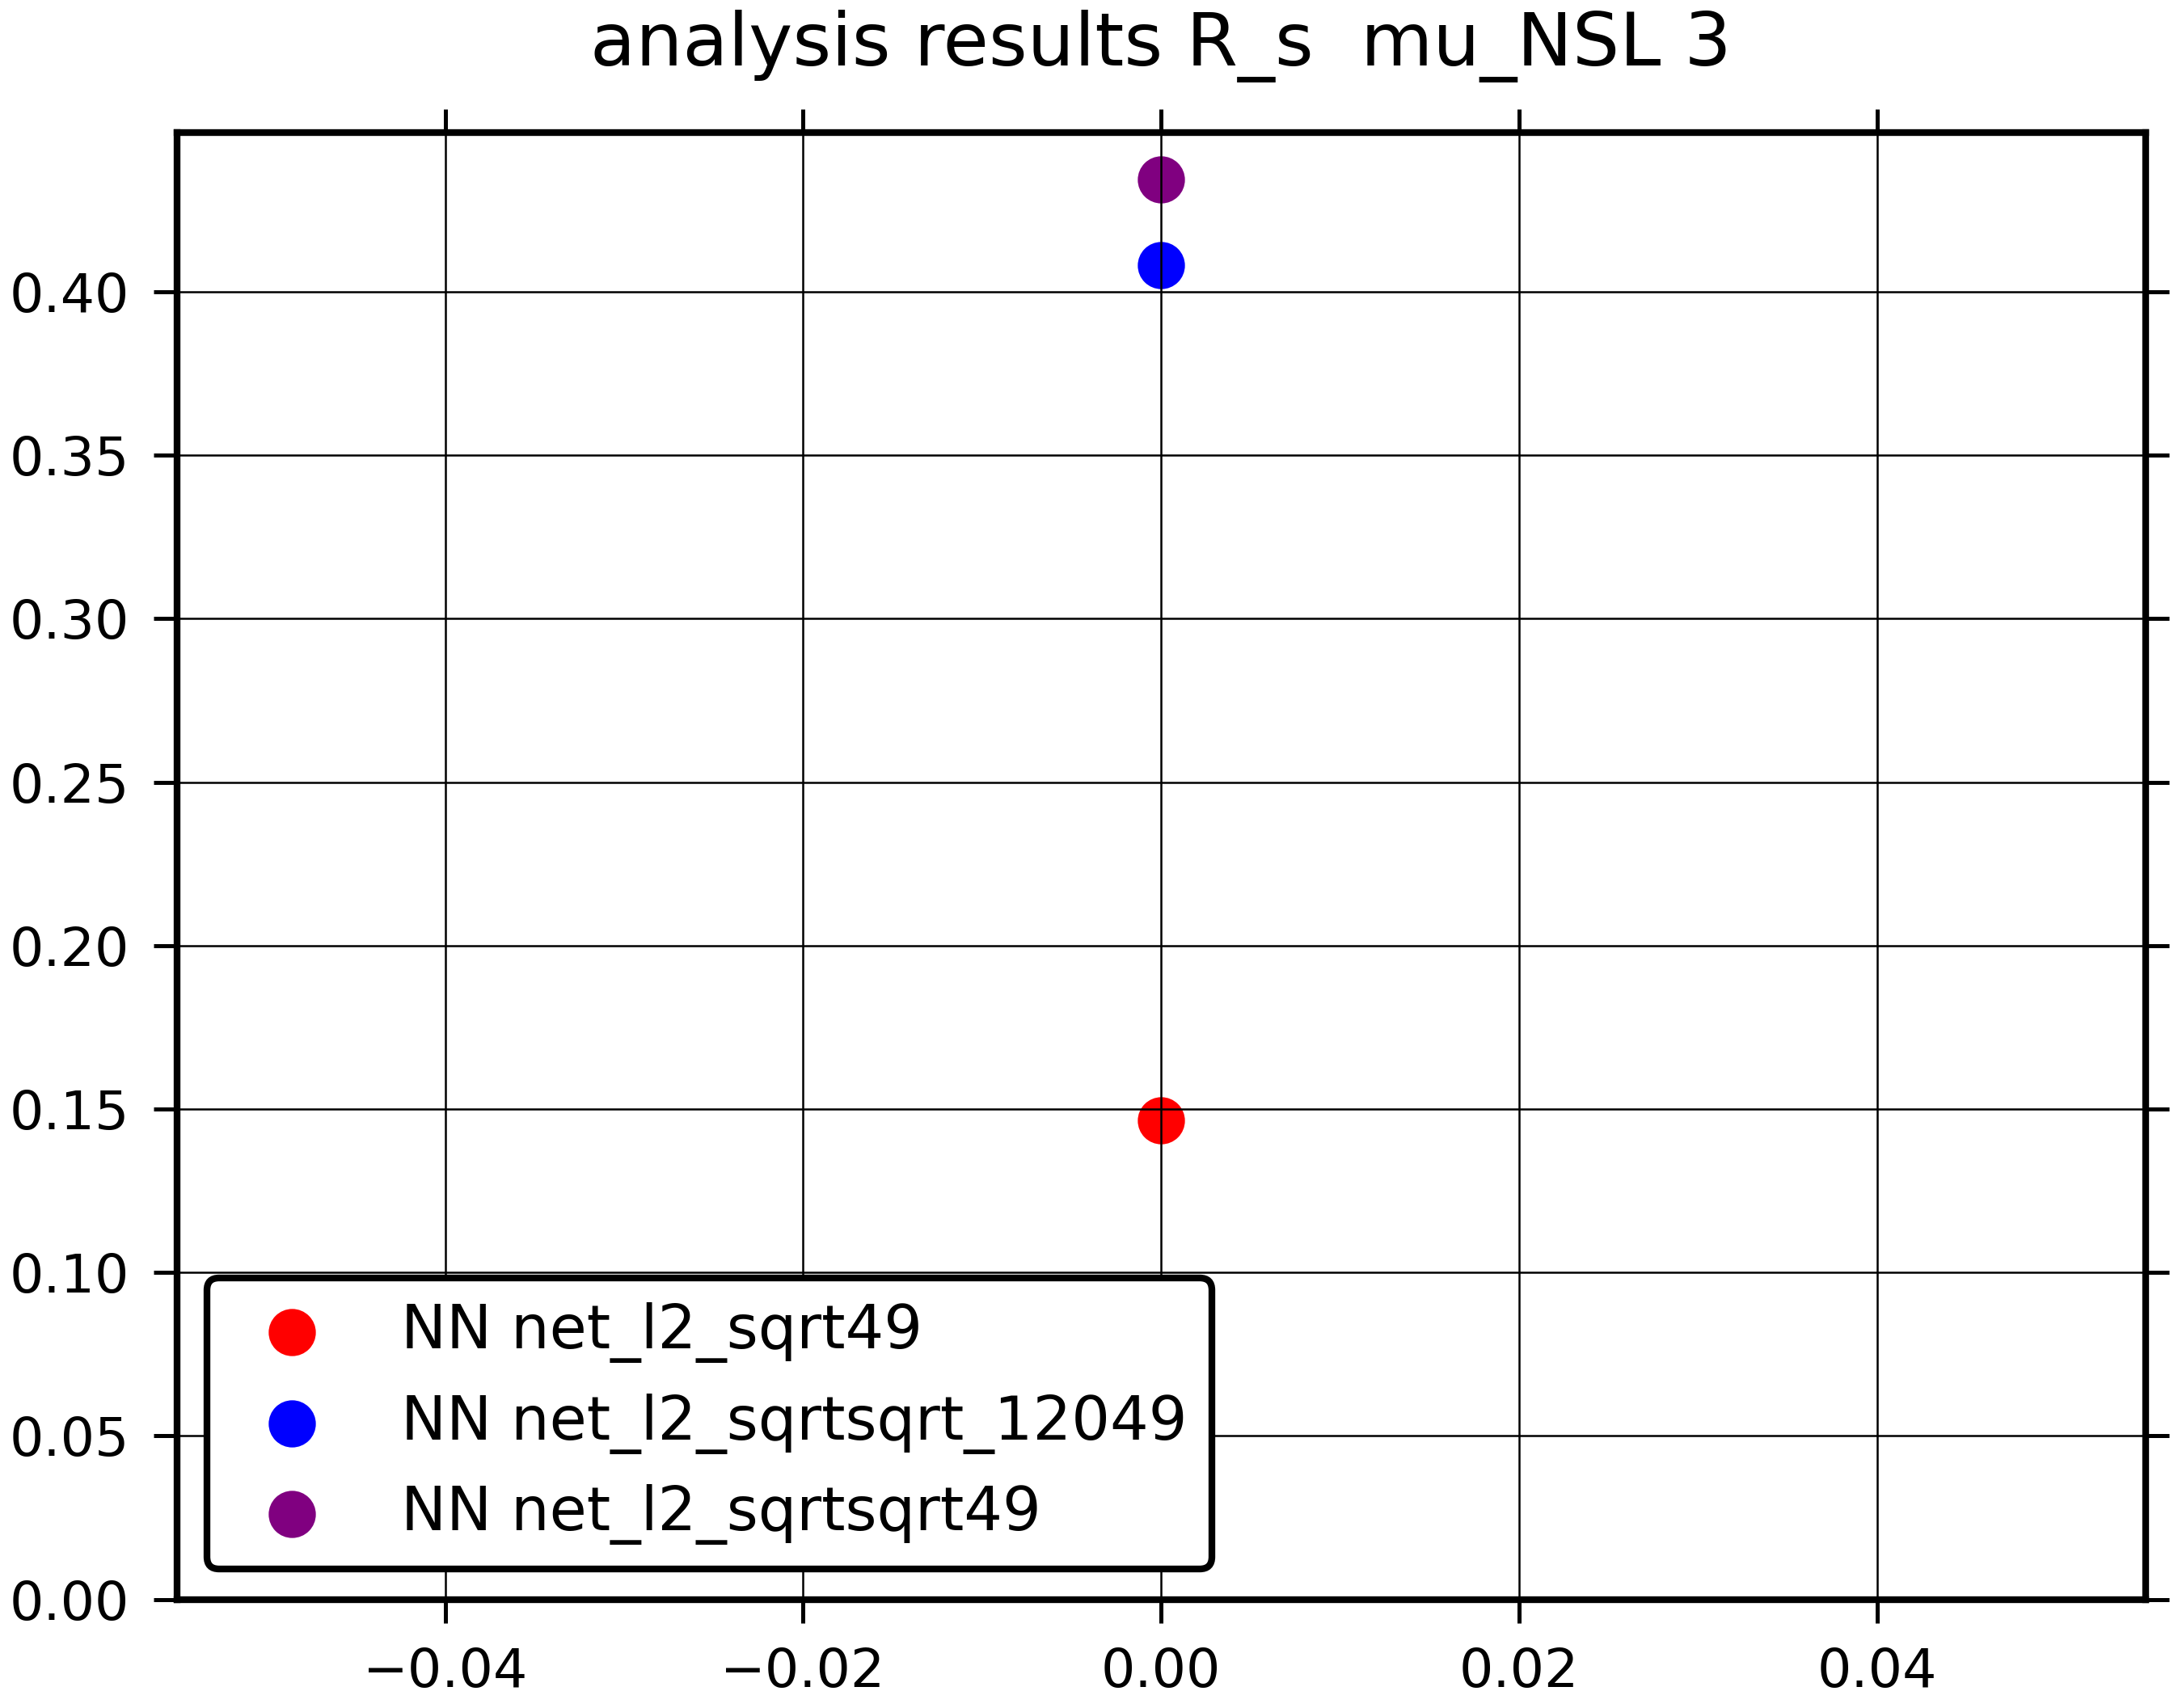 analysis results R_s  mu_NSL 3
0.40
0.35
0.30
0.25
0.20
0.15
0.10
0.05
0.00
NN net_l2_sqrt49
NN net_l2_sqrtsqrt_12049
NN net_l2_sqrtsqrt49
−0.04 −0.02 0.00 0.02 0.04